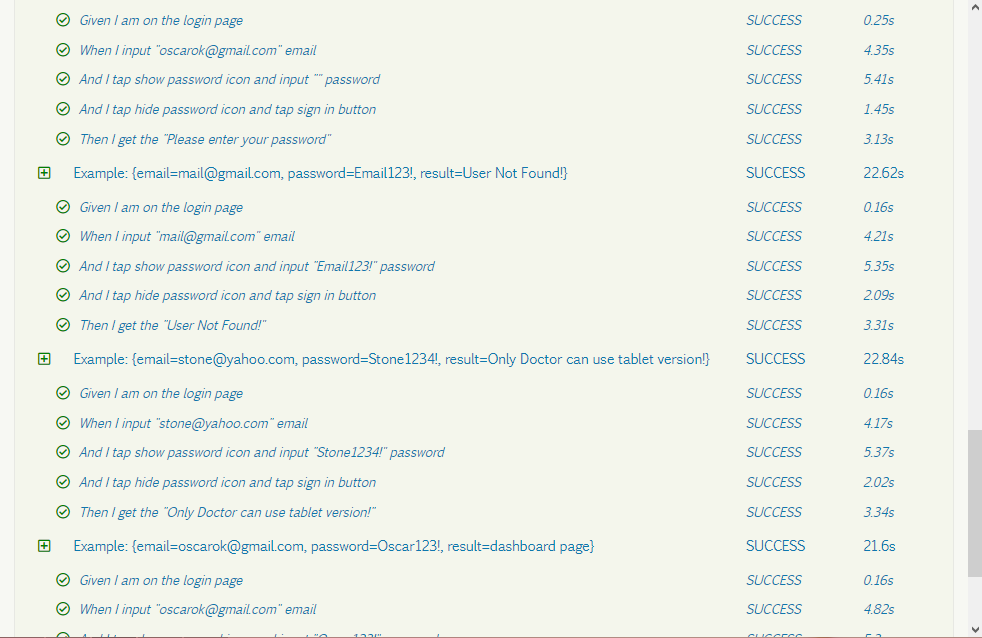 Given I am on the login page SUCCESS 0.25s
When I input "oscarok@gmail.com" email SUCCESS 4.35s
And I tap show password icon and input "" password SUCCESS 5.41s
And I tap hide password icon and tap sign in button SUCCESS 1.45s
Then I get the "Please enter your password" SUCCESS 3.13s
Example: {email=mail@gmail.com, password=Email123!, result=User Not Found!} SUCCESS 22.62s
Given I am on the login page SUCCESS 0.16s
When I input "mail@gmail.com" email SUCCESS 4.21s
And I tap show password icon and input "Email123!" password SUCCESS 5.35s
And I tap hide password icon and tap sign in button SUCCESS 2.09s
Then I get the "User Not Found!" SUCCESS 3.31s
Example: {email=stone@yahoo.com, password=Stone1234!, result=Only Doctor can use tablet version!} SUCCESS 22.84s
Given I am on the login page SUCCESS 0.16s
When I input "stone@yahoo.com" email SUCCESS 4.17s
And I tap show password icon and input "Stone1234!" password SUCCESS 5.37s
And I tap hide password icon and tap sign in button SUCCESS 2.02s
Then I get the "Only Doctor can use tablet version!" SUCCESS 3.34s
Example: {email=oscarok@gmail.com, password=Oscar123!, result=dashboard page} SUCCESS 21.6s
Given I am on the login page SUCCESS 0.16s
When I input "oscarok@gmail.com" email SUCCESS 4.82s